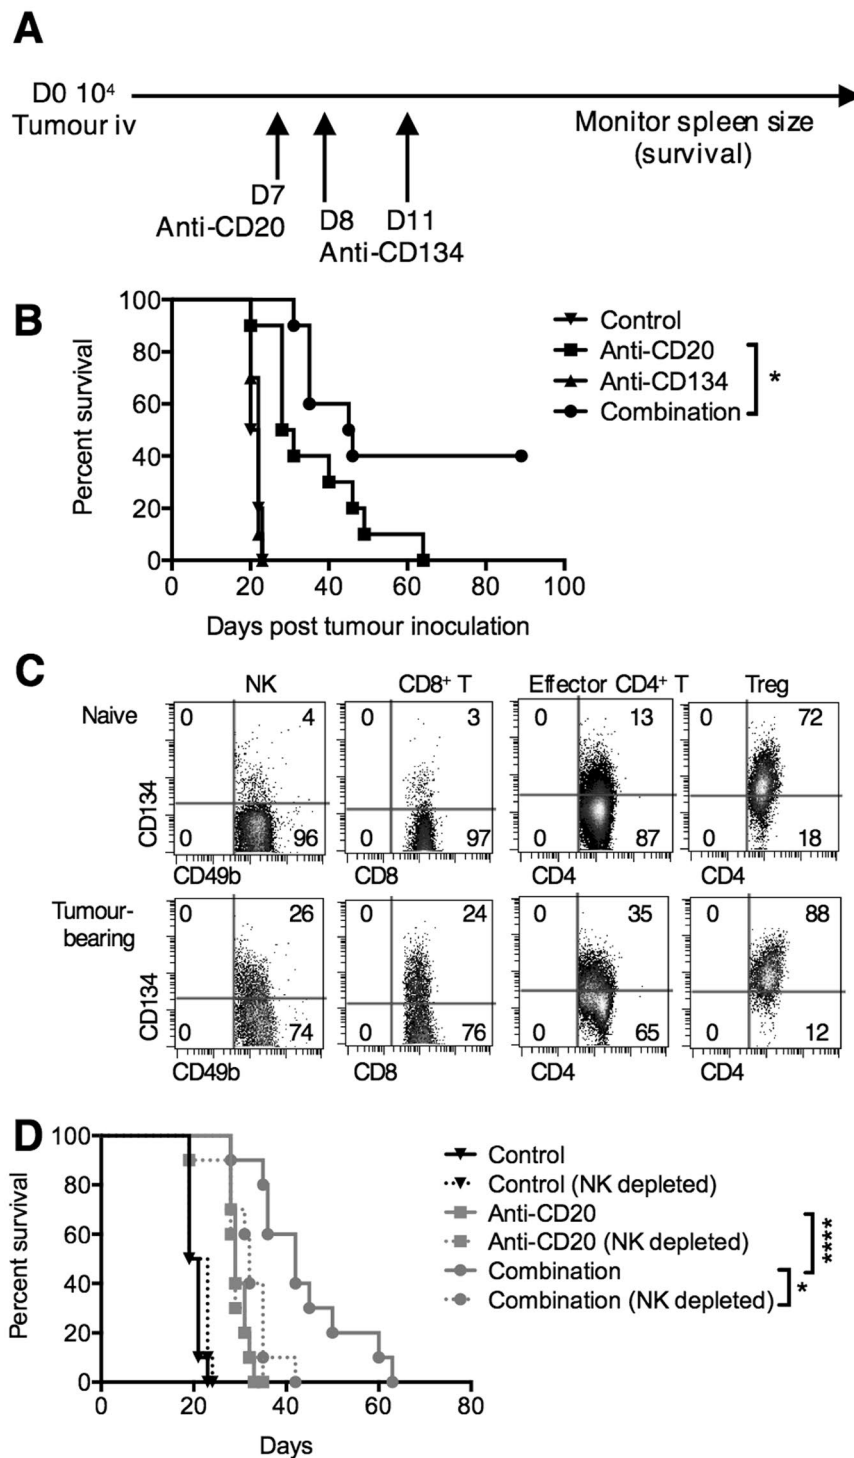 A
D0 10⁴
Tumour iv
Monitor spleen size
(survival)
D7
Anti-CD20
D8 D11
Anti-CD134
B
Percent survival
100
80
60
40
20
0
0 20 40 60 80 100
Days post tumour inoculation
Control
Anti-CD20
Anti-CD134
Combination
*
C
NK CD8⁺ T Effector CD4⁺ T Treg
Naive
CD134
0 4 0 3 0 13 0 72
0 96 0 97 0 87 0 18
CD49b CD8 CD4 CD4
Tumour-
bearing
CD134
0 26 0 24 0 35 0 88
0 74 0 76 0 65 0 12
CD49b CD8 CD4 CD4
D
Percent survival
100
80
60
40
20
0
0 20 40 60 80
Days
Control
Control (NK depleted)
Anti-CD20
Anti-CD20 (NK depleted)
Combination
Combination (NK depleted)
****
*